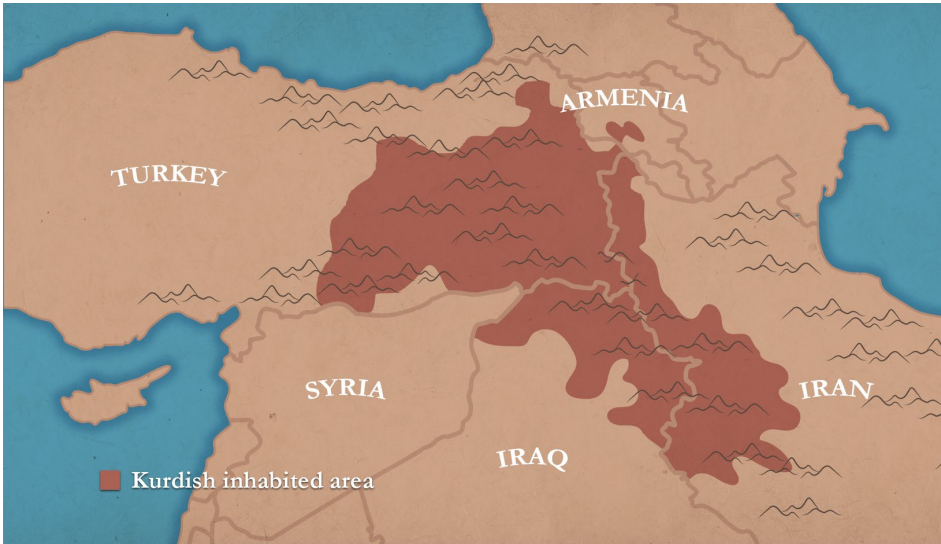 ARMENIA
TURKEY
SYRIA
IRAN
IRAQ
Kurdish inhabited area